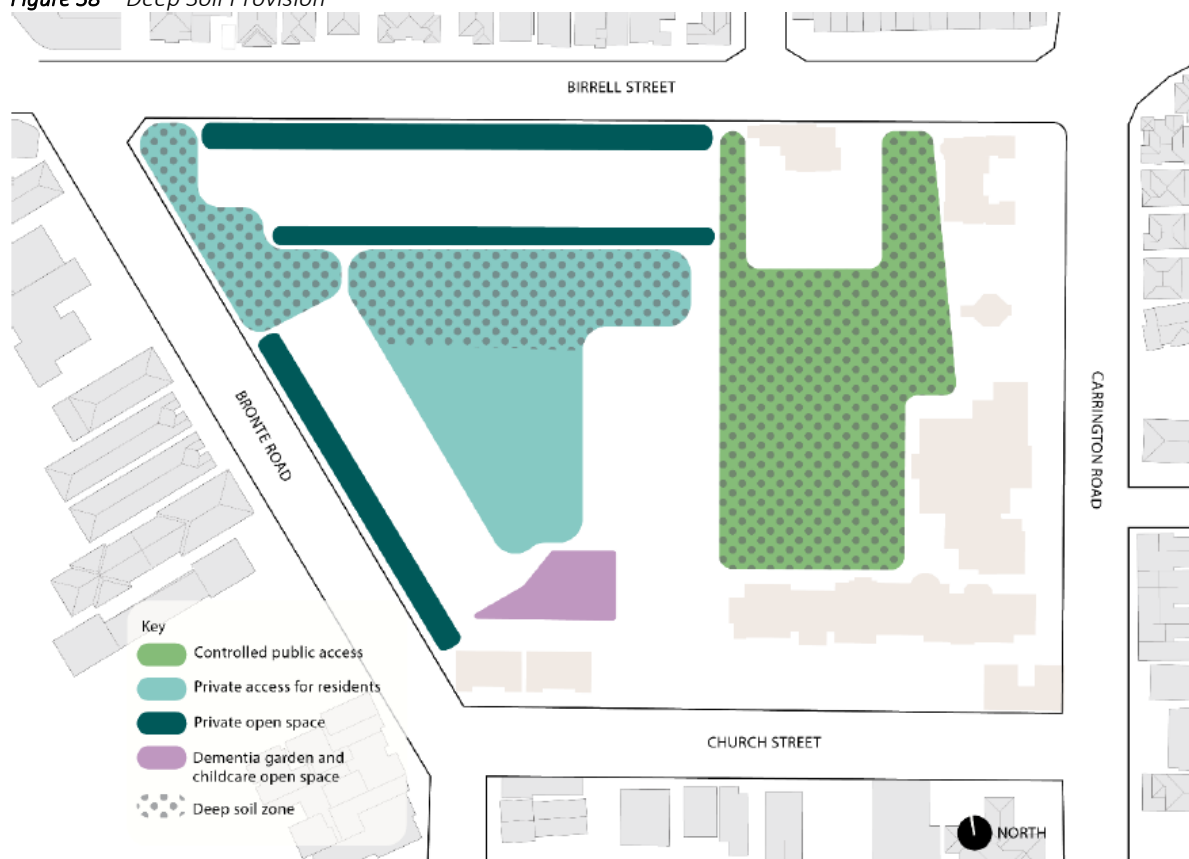 Figure 38 Deep Soil Provision
BIRRELL STREET
BRONTE ROAD
CARRINGTON ROAD
Key
Controlled public access
Private access for residents
Private open space
Dementia garden and
childcare open space
Deep soil zone
CHURCH STREET
NORTH